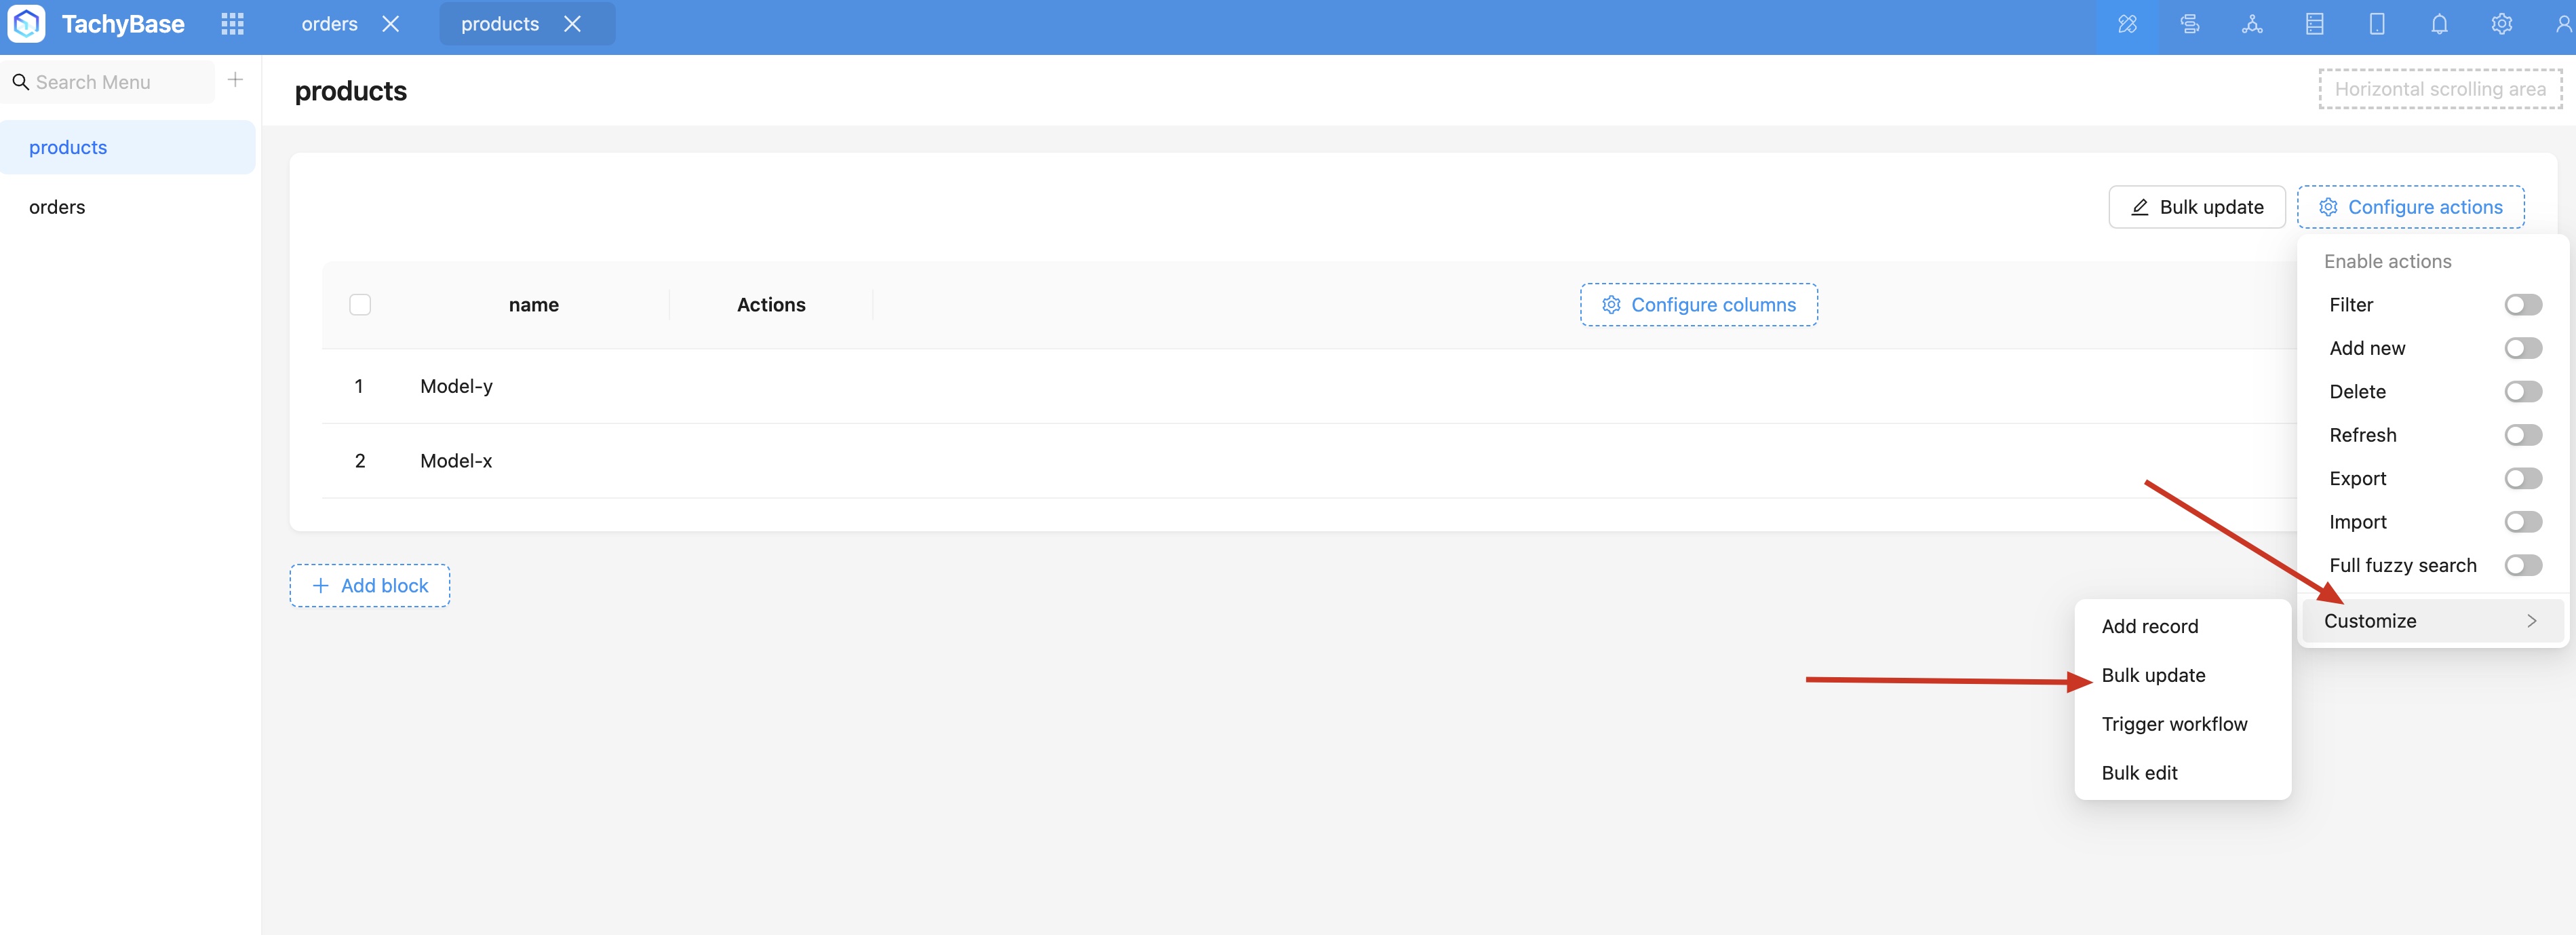 TachyBase
orders
products
Search Menu
products
Horizontal scrolling area
products
orders
Bulk update
Configure actions
Enable actions
name
Actions
Configure columns
Filter
Add new
1
Model-y
Delete
Refresh
2
Model-x
Export
Import
Full fuzzy search
Add block
Customize
Add record
Bulk update
Trigger workflow
Bulk edit